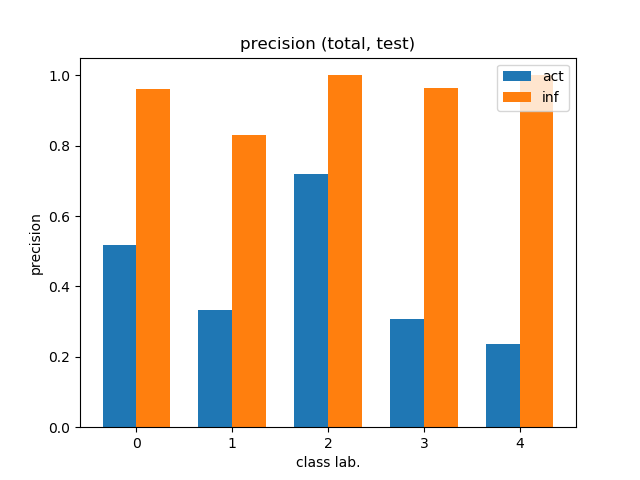 precision (total, test)
act
inf
precision
1.0
0.8
0.6
0.4
0.2
0.0
0 1 2 3 4
class lab.